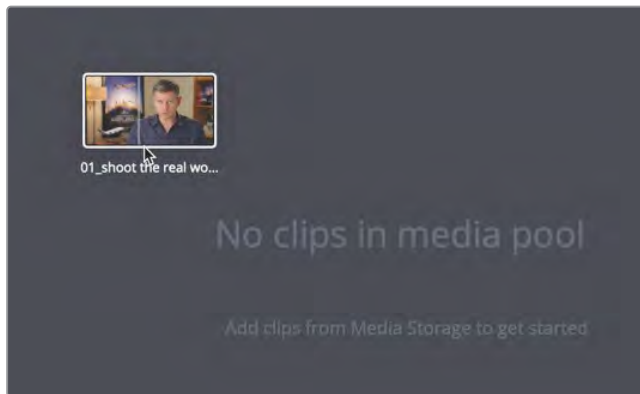 01_shoot the real wo...
No clips in media pool
Add clips from Media Storage to get started